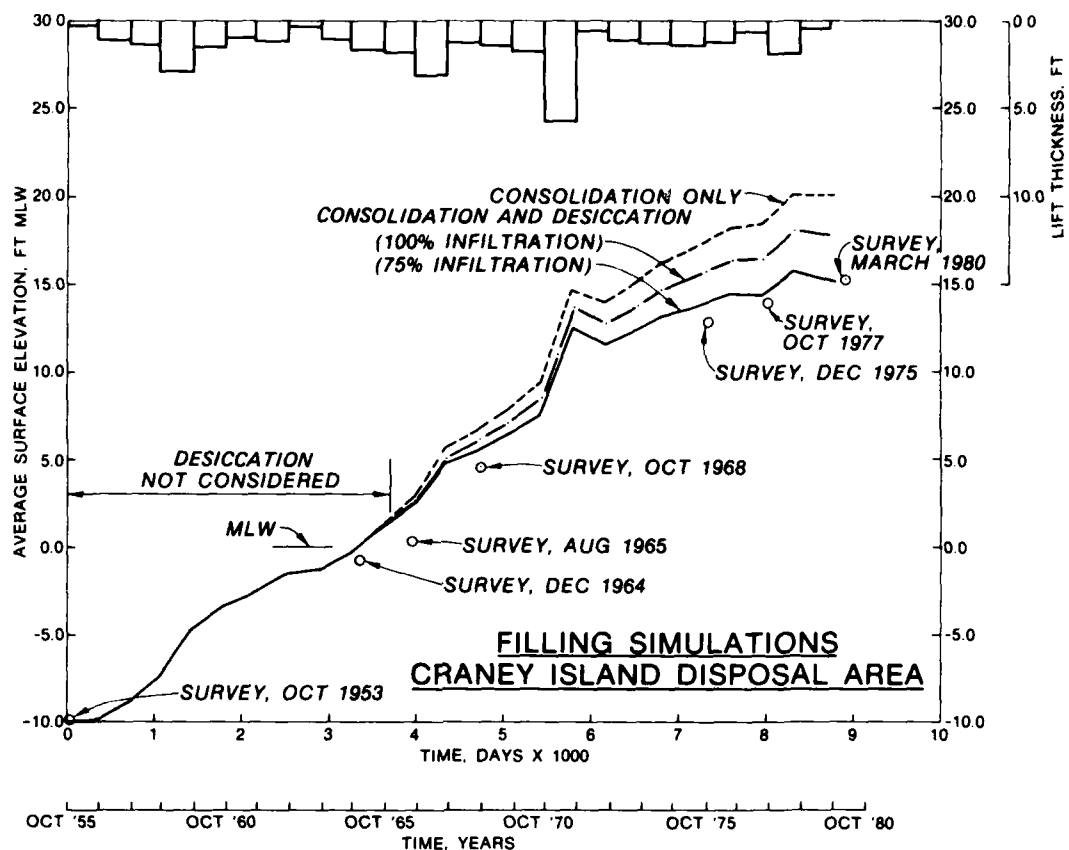 30.0
25.0
20.0
15.0
10.0
5.0
0.0
-5.0
-10.0
AVERAGE SURFACE ELEVATION, FT MLW
30.0
25.0
20.0
15.0
10.0
5.0
0.0
-5.0
-10.0
0 0
5.0
10.0
15.0
LIFT THICKNESS, FT
CONSOLIDATION ONLY
CONSOLIDATION AND DESICCATION
(100% INFILTRATION)
(75% INFILTRATION)
SURVEY,
MARCH 1980
SURVEY,
OCT 1977
SURVEY, DEC 1975
DESICCATION
NOT CONSIDERED
SURVEY, OCT 1968
MLW
SURVEY, AUG 1965
SURVEY, DEC 1964
FILLING SIMULATIONS
CRANEY ISLAND DISPOSAL AREA
SURVEY, OCT 1953
0 1 2 3 4 5 6 7 8 9 10
TIME, DAYS X 1000
OCT '55 OCT '60 OCT '65 OCT '70 OCT '75 OCT '80
TIME, YEARS